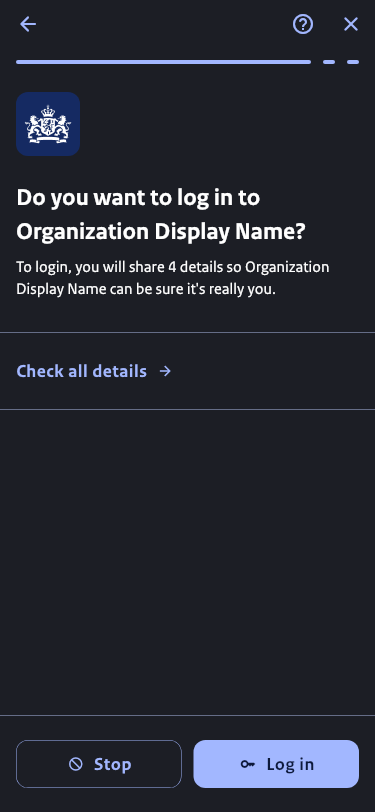 Do you want to log in to
Organization Display Name?
To login, you will share 4 details so Organization
Display Name can be sure it's really you.
Check all details
Stop
Log in